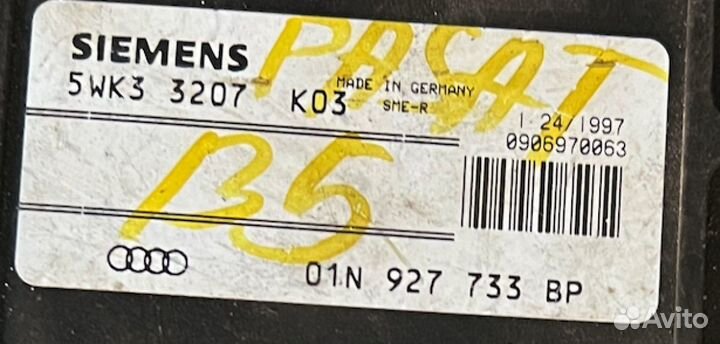 SIEMENS
5WK3 3207 K03
MADE IN GERMANY
SME-R
1 24/1997
0906970063
PASAT
B5
01N 927 733 BP
Avito